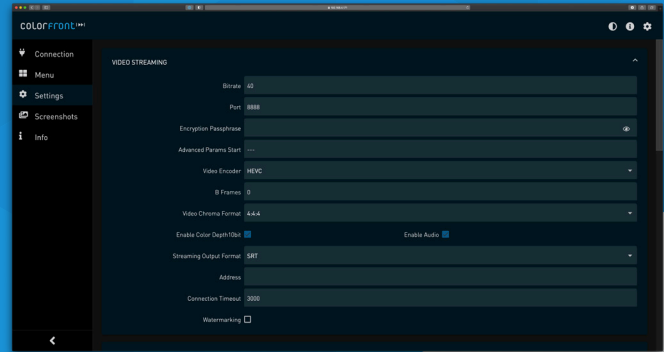 colorfront
Connection
Menu
Settings
Screenshots
Info
VIDEO STREAMING
Bitrate 40
Port 8888
Encryption Passphrase
Advanced Params Start ---
Video Encoder HEVC
B Frames 0
Video Chroma Format 4:4:4
Enable Color Depth10bit Enable Audio
Streaming Output Format SRT
Address
Connection Timeout 3000
Watermarking